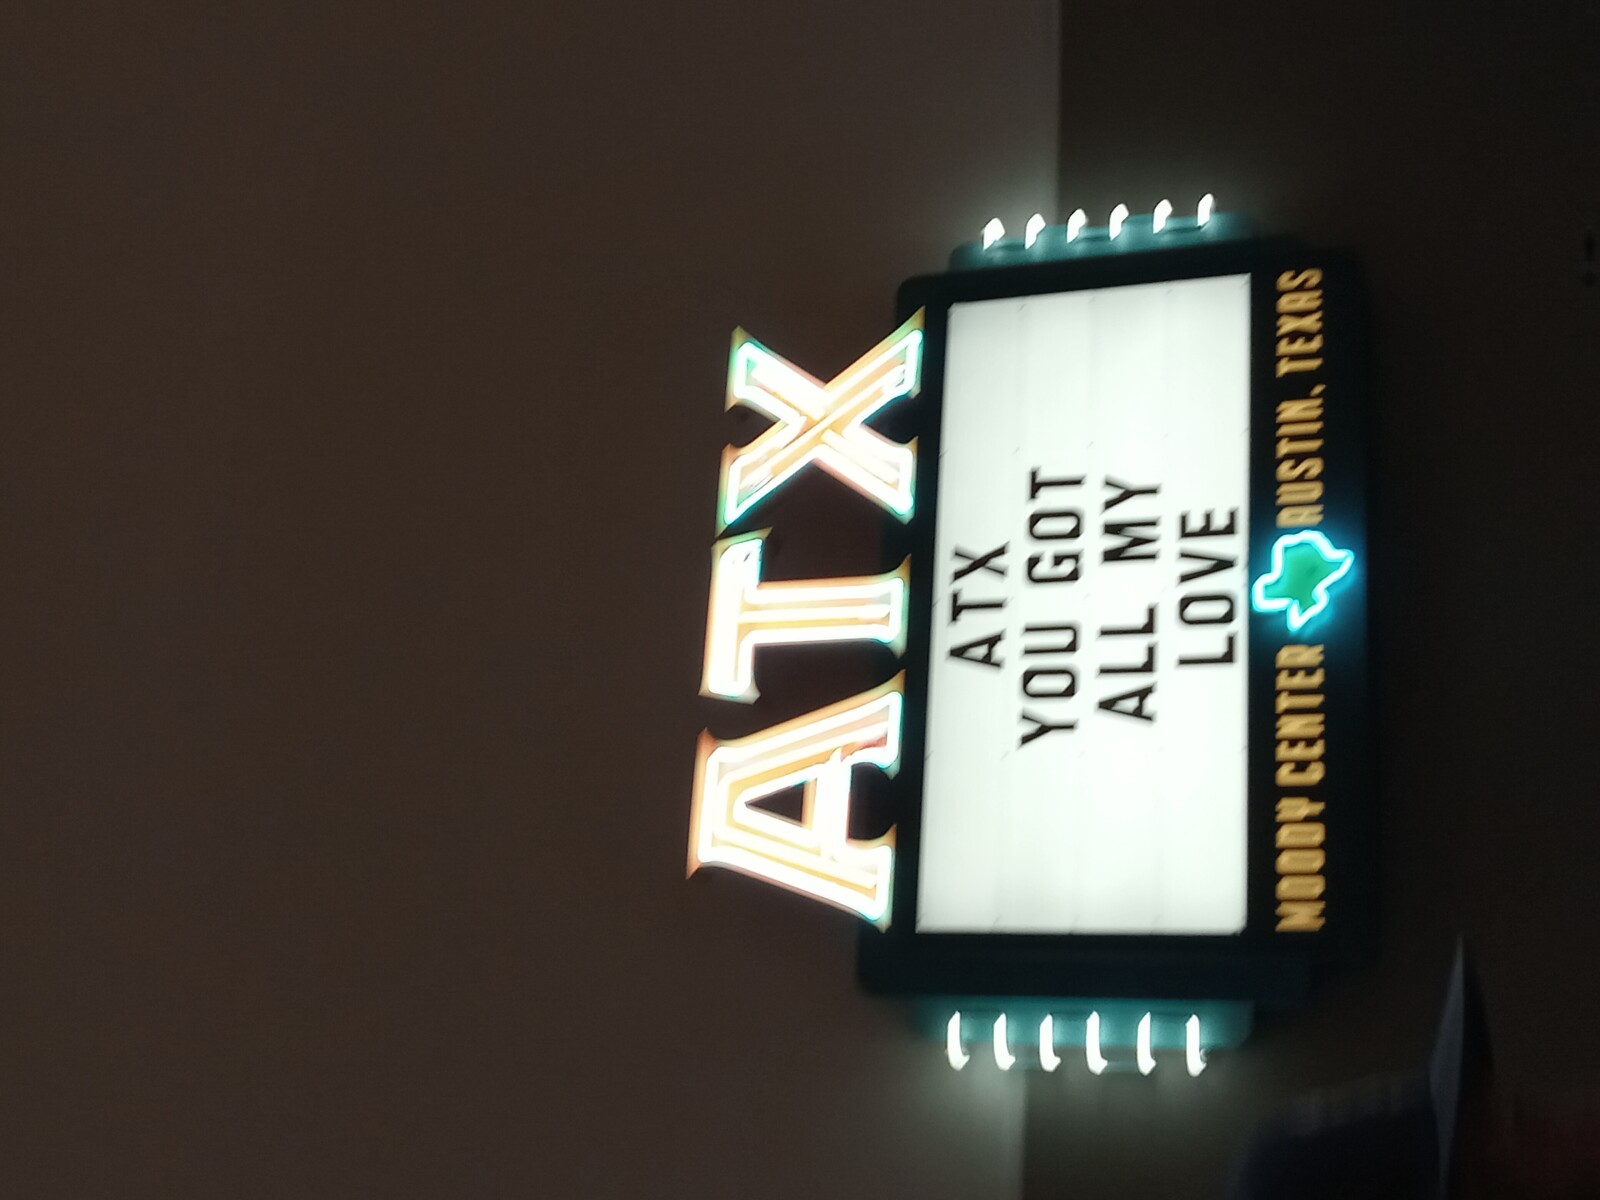 ATX
ATX
YOU GOT
ALL MY
LOVE
MOODY CENTER AUSTIN, TEXAS